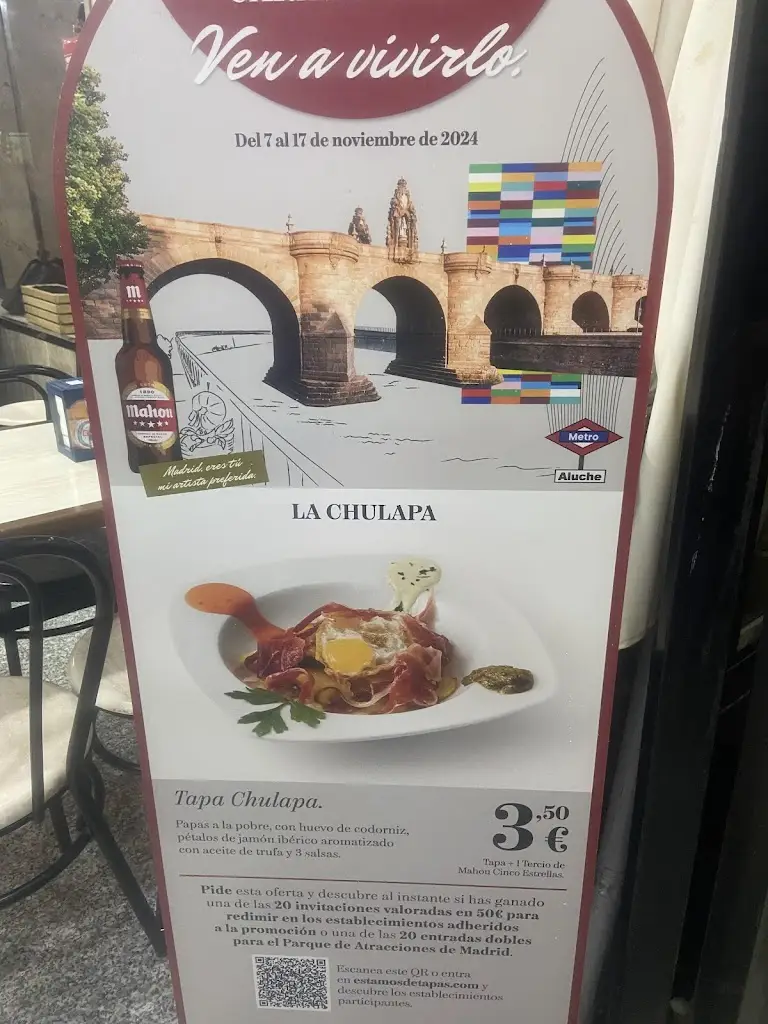 Ven a vivirlo.
Del 7 al 17 de noviembre de 2024
m
Mahou
Madrid, eres tú
mi artista preferida.
Metro
Aluche
LA CHULAPA
Tapa Chulapa.
Papas a la pobre, con huevo de codorniz,
pétalos de jamón ibérico aromatizado
con aceite de trufa y 3 salsas.
3,50 €
Tapa + 1 Tercio de
Mahou Cinco Estrellas.
Pide esta oferta y descubre al instante si has ganado
una de las 20 invitaciones valoradas en 50€ para
redimir en los establecimientos adheridos
a la promoción o una de las 20 entradas dobles
para el Parque de Atracciones de Madrid.
Escanea este QR o entra
en estamosdetapas.com y
descubre los establecimientos
participantes.